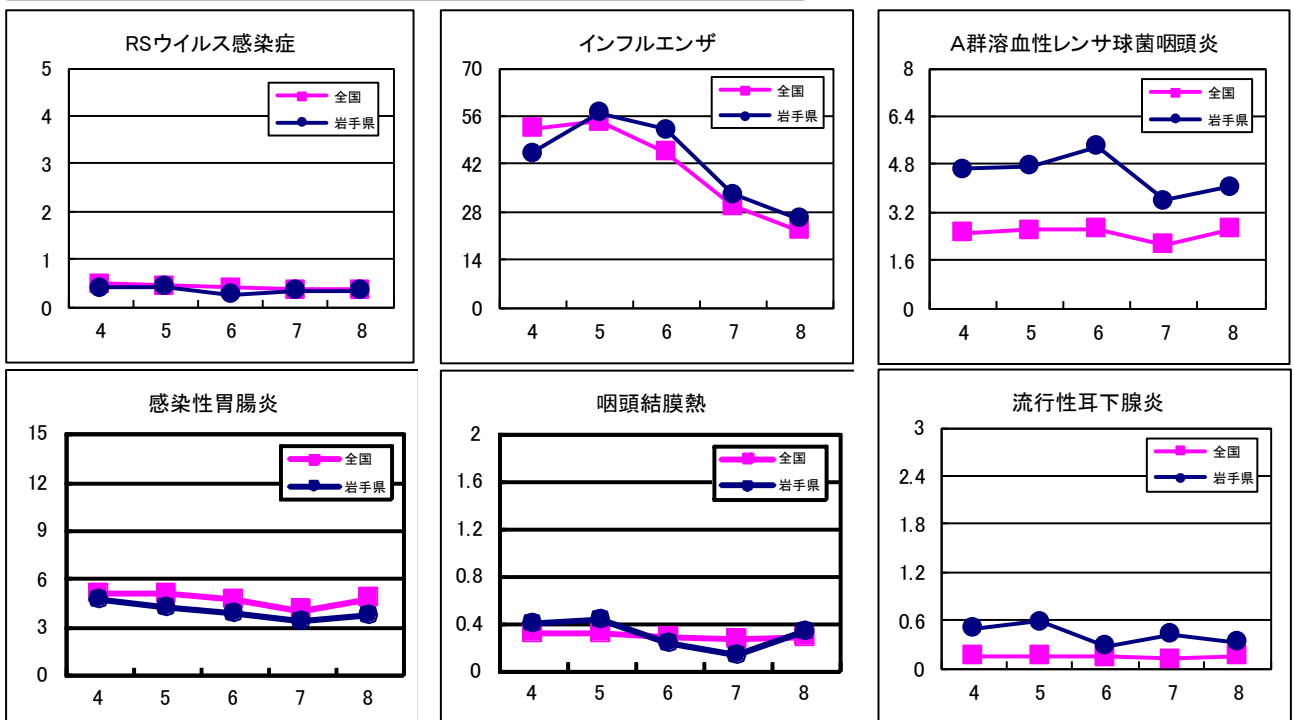 RSウイルス感染症
5
4
3
2
1
0
4 5 6 7 8
全国
岩手県
インフルエンザ
70
56
42
28
14
0
4 5 6 7 8
全国
岩手県
A群溶血性レンサ球菌咽頭炎
8
6.4
4.8
3.2
1.6
0
4 5 6 7 8
全国
岩手県
感染性胃腸炎
15
12
9
6
3
0
4 5 6 7 8
全国
岩手県
咽頭結膜熱
2
1.6
1.2
0.8
0.4
0
4 5 6 7 8
全国
岩手県
流行性耳下腺炎
3
2.4
1.8
1.2
0.6
0
4 5 6 7 8
全国
岩手県